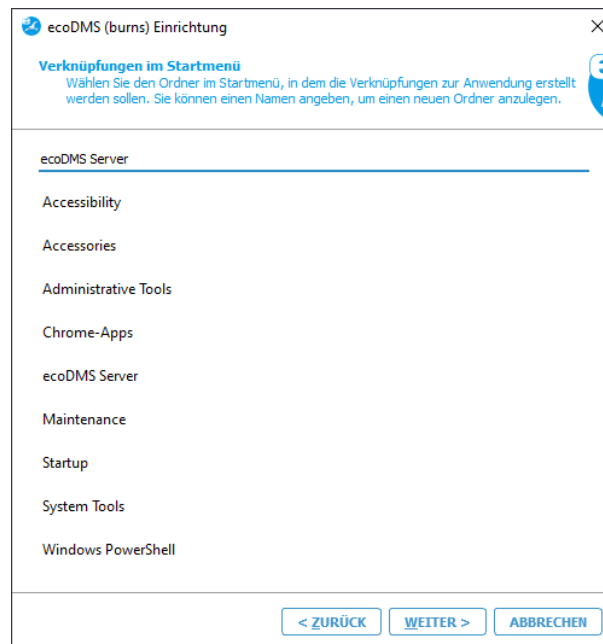 ecoDMS (burns) Einrichtung
Verknüpfungen im Startmenü
Wählen Sie den Ordner im Startmenü, in dem die Verknüpfungen zur Anwendung erstellt
werden sollen. Sie können einen Namen angeben, um einen neuen Ordner anzulegen.
ecoDMS Server
Accessibility
Accessories
Administrative Tools
Chrome-Apps
ecoDMS Server
Maintenance
Startup
System Tools
Windows PowerShell
< ZURÜCK
WEITER >
ABBRECHEN